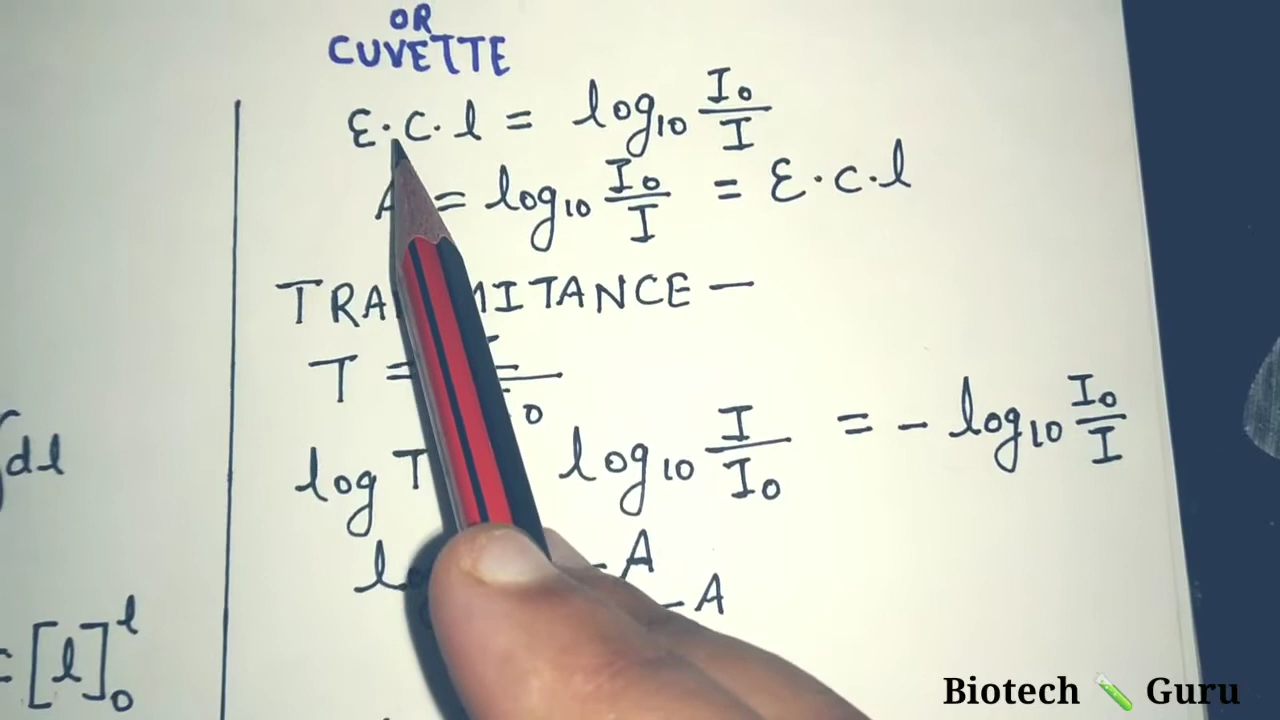 OR
CUVETTE
ε·c·l = log₁₀ I₀/I
A = log₁₀ I₀/I = ε·c·l
TRA MITANCE —
T =
log T log₁₀ I/I₀ = - log₁₀ I₀/I
- A
- A
dl
= [l]₀ˡ
Biotech Guru